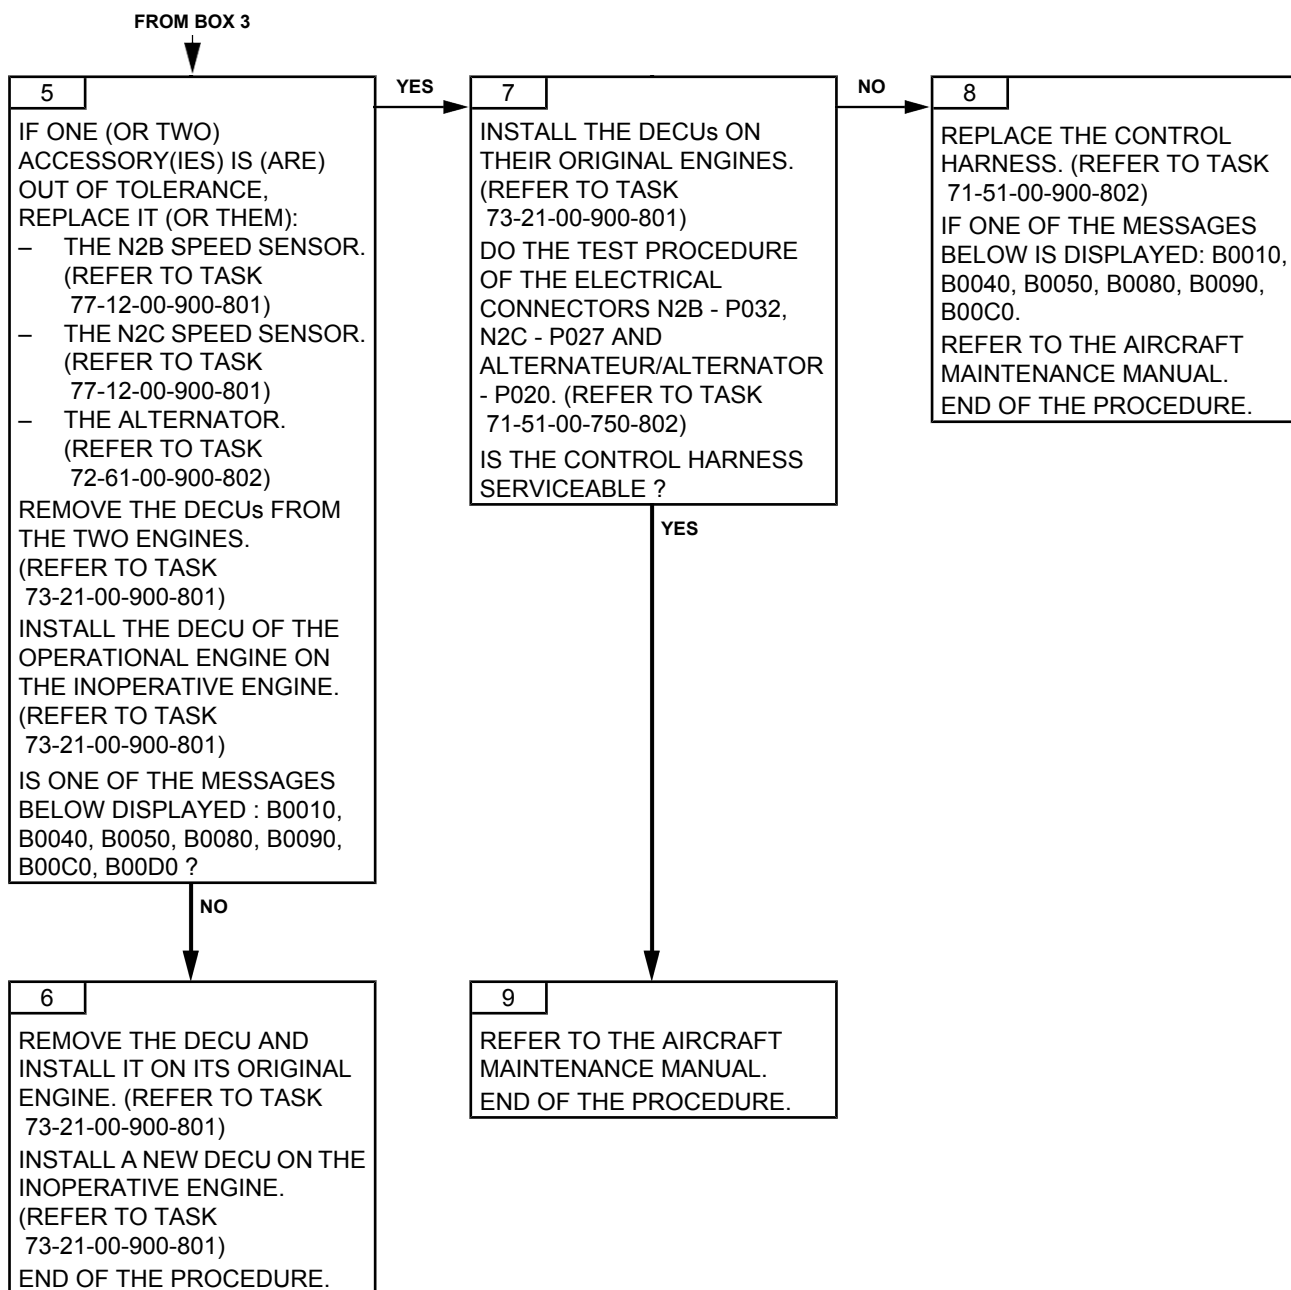 FROM BOX 3
5
IF ONE (OR TWO)
ACCESSORY(IES) IS (ARE)
OUT OF TOLERANCE,
REPLACE IT (OR THEM):
– THE N2B SPEED SENSOR.
(REFER TO TASK
77-12-00-900-801)
– THE N2C SPEED SENSOR.
(REFER TO TASK
77-12-00-900-801)
– THE ALTERNATOR.
(REFER TO TASK
72-61-00-900-802)
REMOVE THE DECUs FROM
THE TWO ENGINES.
(REFER TO TASK
73-21-00-900-801)
INSTALL THE DECU OF THE
OPERATIONAL ENGINE ON
THE INOPERATIVE ENGINE.
(REFER TO TASK
73-21-00-900-801)
IS ONE OF THE MESSAGES
BELOW DISPLAYED : B0010,
B0040, B0050, B0080, B0090,
B00C0, B00D0 ?
YES
7
INSTALL THE DECUs ON
THEIR ORIGINAL ENGINES.
(REFER TO TASK
73-21-00-900-801)
DO THE TEST PROCEDURE
OF THE ELECTRICAL
CONNECTORS N2B - P032,
N2C - P027 AND
ALTERNATEUR/ALTERNATOR
- P020. (REFER TO TASK
71-51-00-750-802)
IS THE CONTROL HARNESS
SERVICEABLE ?
NO
8
REPLACE THE CONTROL
HARNESS. (REFER TO TASK
71-51-00-900-802)
IF ONE OF THE MESSAGES
BELOW IS DISPLAYED: B0010,
B0040, B0050, B0080, B0090,
B00C0.
REFER TO THE AIRCRAFT
MAINTENANCE MANUAL.
END OF THE PROCEDURE.
NO
6
REMOVE THE DECU AND
INSTALL IT ON ITS ORIGINAL
ENGINE. (REFER TO TASK
73-21-00-900-801)
INSTALL A NEW DECU ON THE
INOPERATIVE ENGINE.
(REFER TO TASK
73-21-00-900-801)
END OF THE PROCEDURE.
YES
9
REFER TO THE AIRCRAFT
MAINTENANCE MANUAL.
END OF THE PROCEDURE.